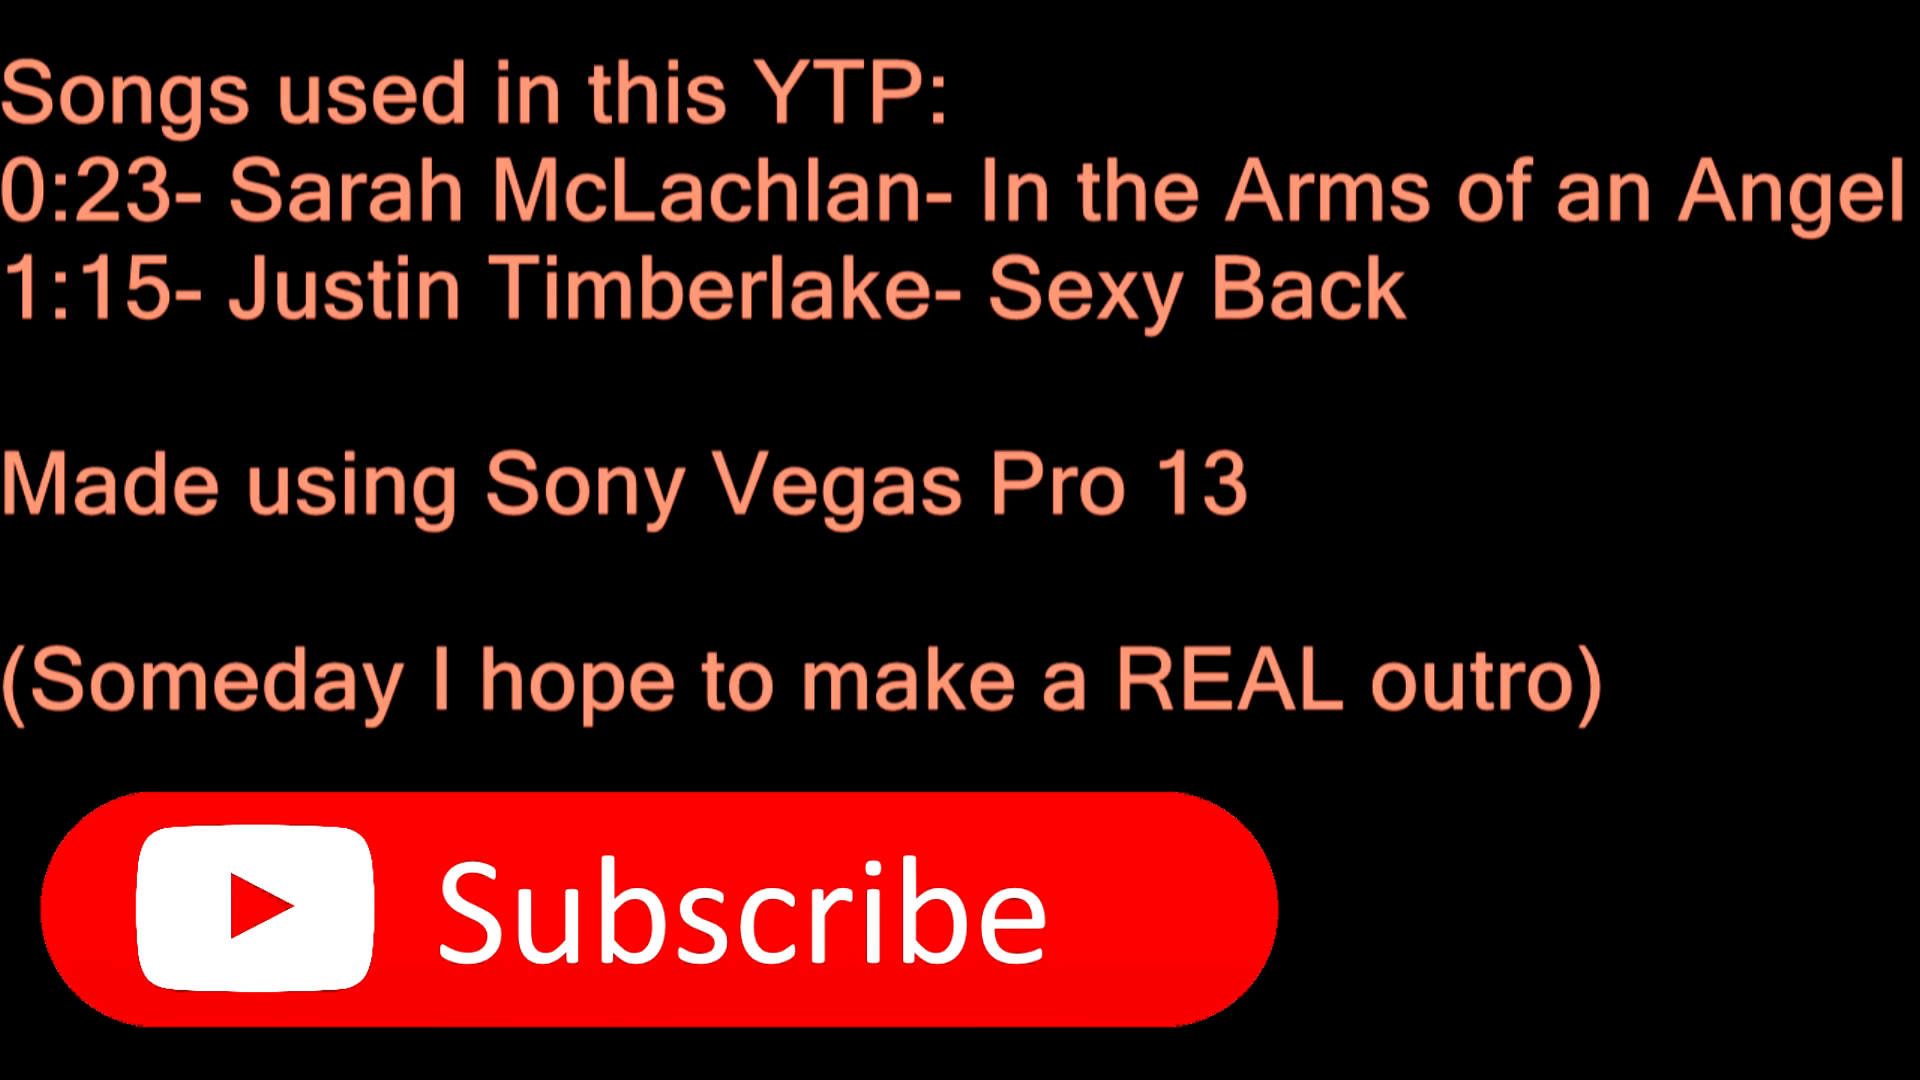 Songs used in this YTP:
0:23- Sarah McLachlan- In the Arms of an Angel
1:15- Justin Timberlake- Sexy Back
Made using Sony Vegas Pro 13
(Someday I hope to make a REAL outro)
Subscribe